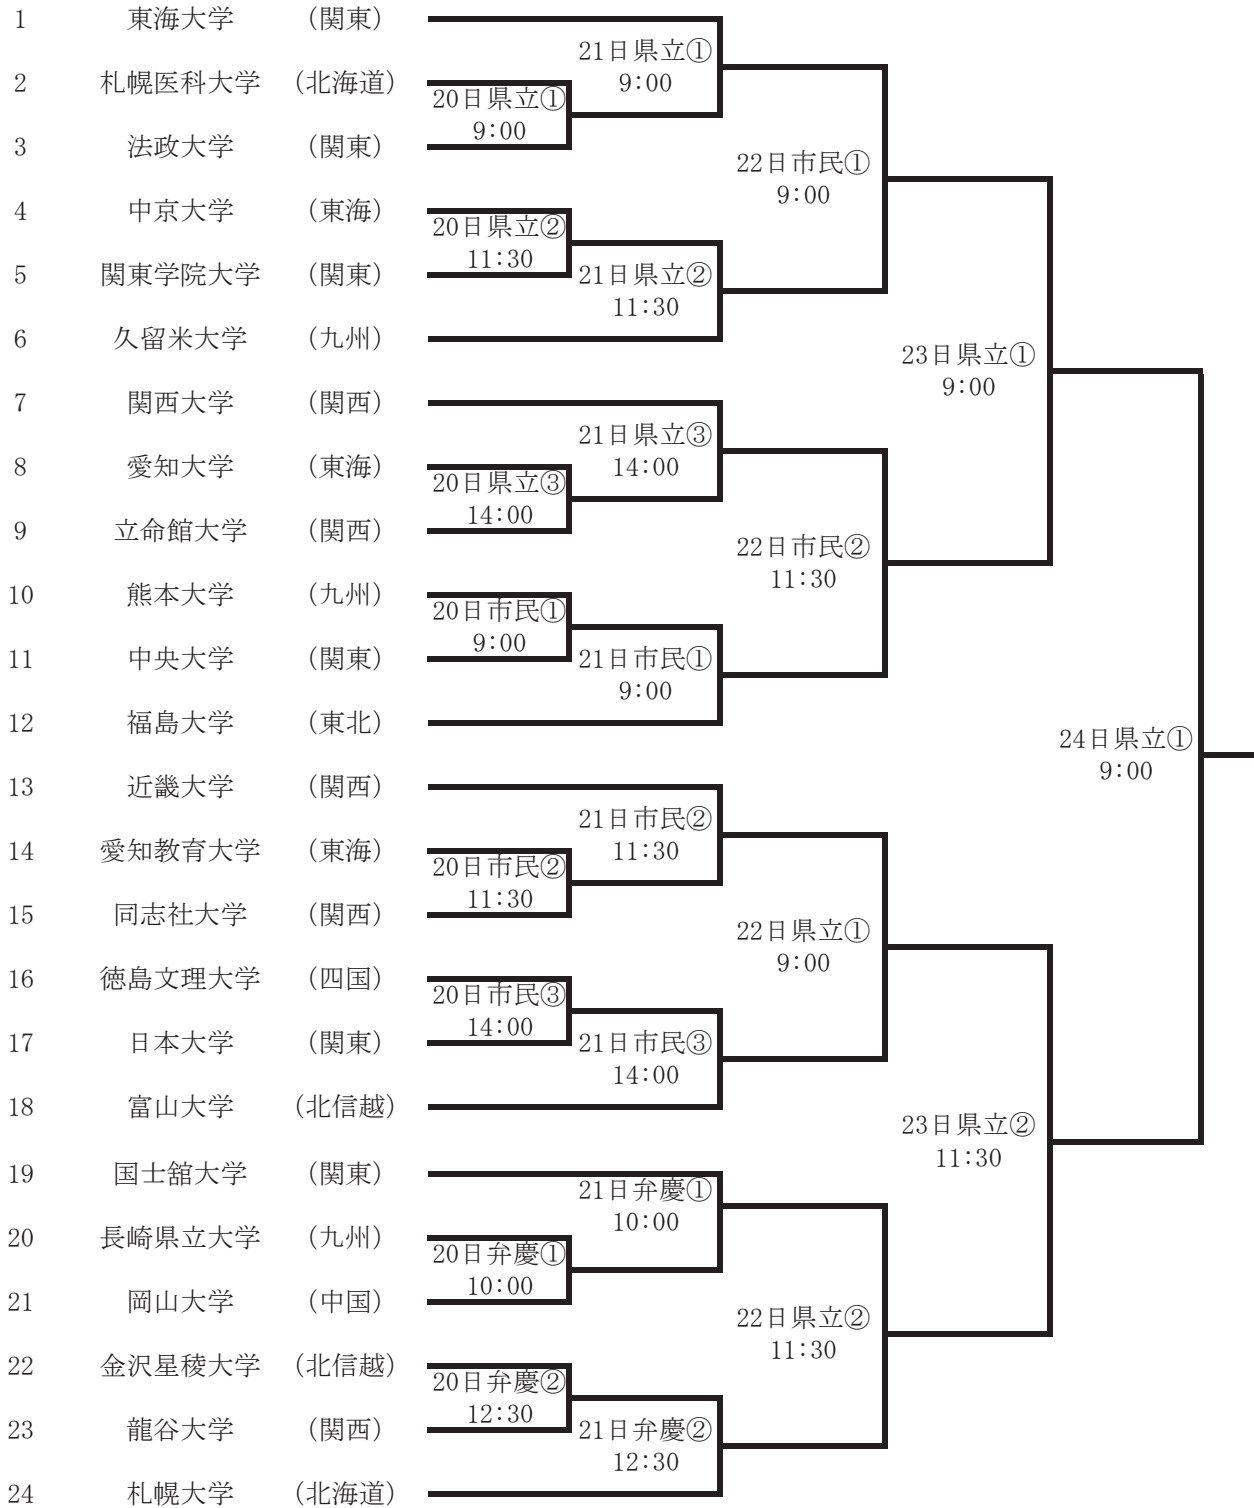 1 東海大学 （関東）
21日県立①
9:00
2 札幌医科大学 （北海道）
20日県立①
9:00
3 法政大学 （関東）
22日市民①
9:00
4 中京大学 （東海）
20日県立②
11:30
5 関東学院大学 （関東）
21日県立②
11:30
6 久留米大学 （九州）
23日県立①
9:00
7 関西大学 （関西）
21日県立③
14:00
8 愛知大学 （東海）
20日県立③
14:00
9 立命館大学 （関西）
22日市民②
11:30
10 熊本大学 （九州）
20日市民①
9:00
11 中央大学 （関東）
21日市民①
9:00
12 福島大学 （東北）
24日県立①
9:00
13 近畿大学 （関西）
21日市民②
11:30
14 愛知教育大学 （東海）
20日市民②
11:30
15 同志社大学 （関西）
22日県立①
9:00
16 徳島文理大学 （四国）
20日市民③
14:00
17 日本大学 （関東）
21日市民③
14:00
18 富山大学 （北信越）
23日県立②
11:30
19 国士舘大学 （関東）
21日弁慶①
10:00
20 長崎県立大学 （九州）
20日弁慶①
10:00
21 岡山大学 （中国）
22日県立②
11:30
22 金沢星稜大学 （北信越）
20日弁慶②
12:30
23 龍谷大学 （関西）
21日弁慶②
12:30
24 札幌大学 （北海道）